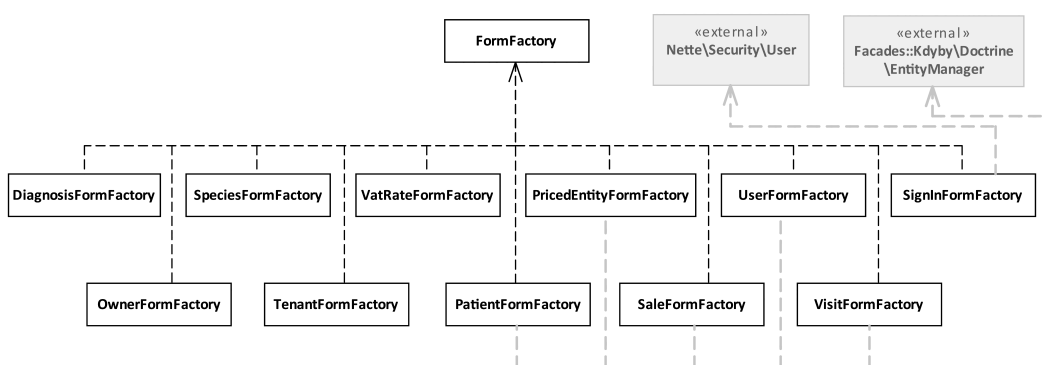 FormFactory
«external»
Nette\Security\User
«external»
Facades::Kdyby\Doctrine
\EntityManager
DiagnosisFormFactory
SpeciesFormFactory
VatRateFormFactory
PricedEntityFormFactory
UserFormFactory
SignInFormFactory
OwnerFormFactory
TenantFormFactory
PatientFormFactory
SaleFormFactory
VisitFormFactory